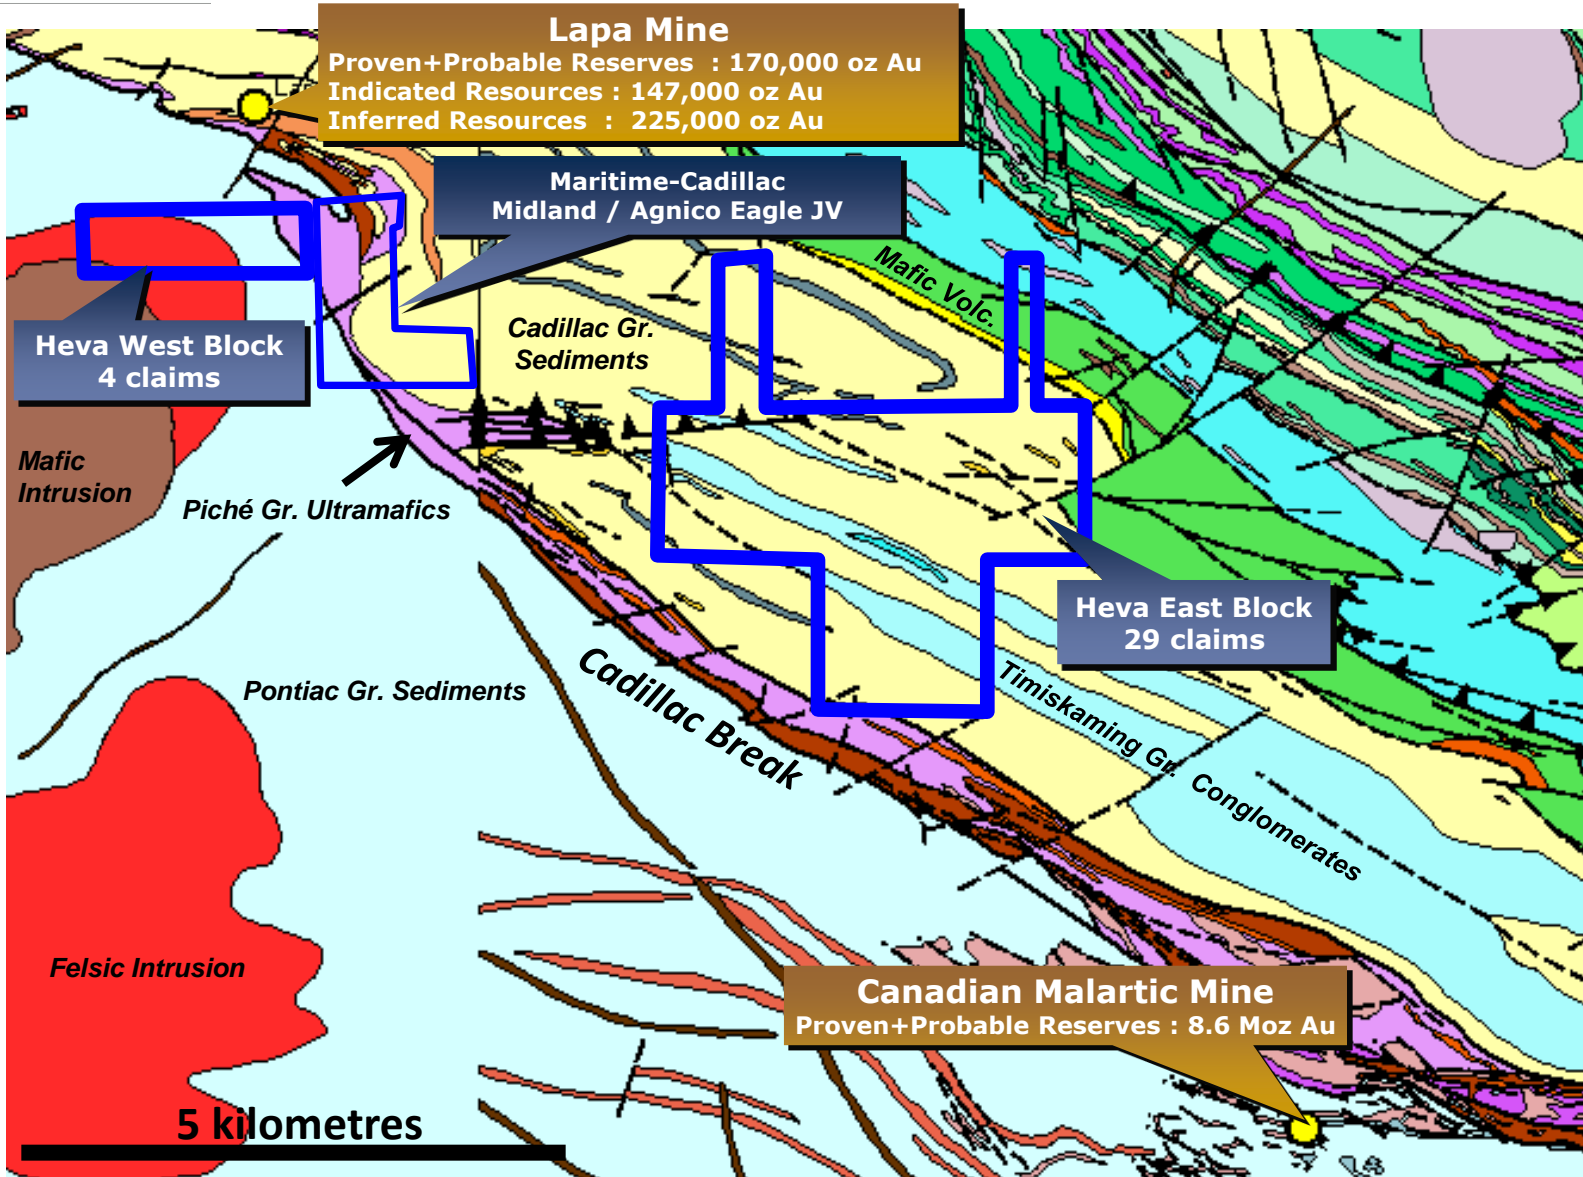 Lapa Mine
Proven+Probable Reserves : 170,000 oz Au
Indicated Resources : 147,000 oz Au
Inferred Resources : 225,000 oz Au
Maritime-Cadillac
Midland / Agnico Eagle JV
Mafic Volc.
Heva West Block
4 claims
Cadillac Gr.
Sediments
Mafic
Intrusion
Piché Gr. Ultramafics
Heva East Block
29 claims
Pontiac Gr. Sediments
Cadillac Break
Timiskaming Gr. Conglomerates
Felsic Intrusion
Canadian Malartic Mine
Proven+Probable Reserves : 8.6 Moz Au
5 kilometres